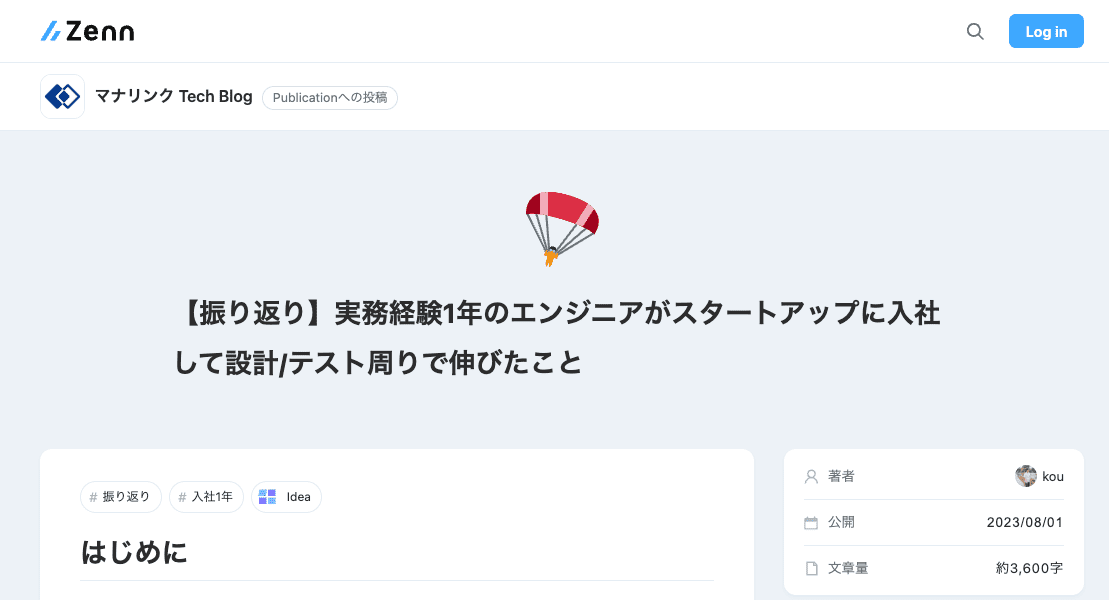 Zenn
Log in
マナリンク Tech Blog
Publicationへの投稿
【振り返り】実務経験1年のエンジニアがスタートアップに入社
して設計/テスト周りで伸びたこと
# 振り返り
# 入社1年
Idea
はじめに
著者
kou
公開
2023/08/01
文章量
約3,600字